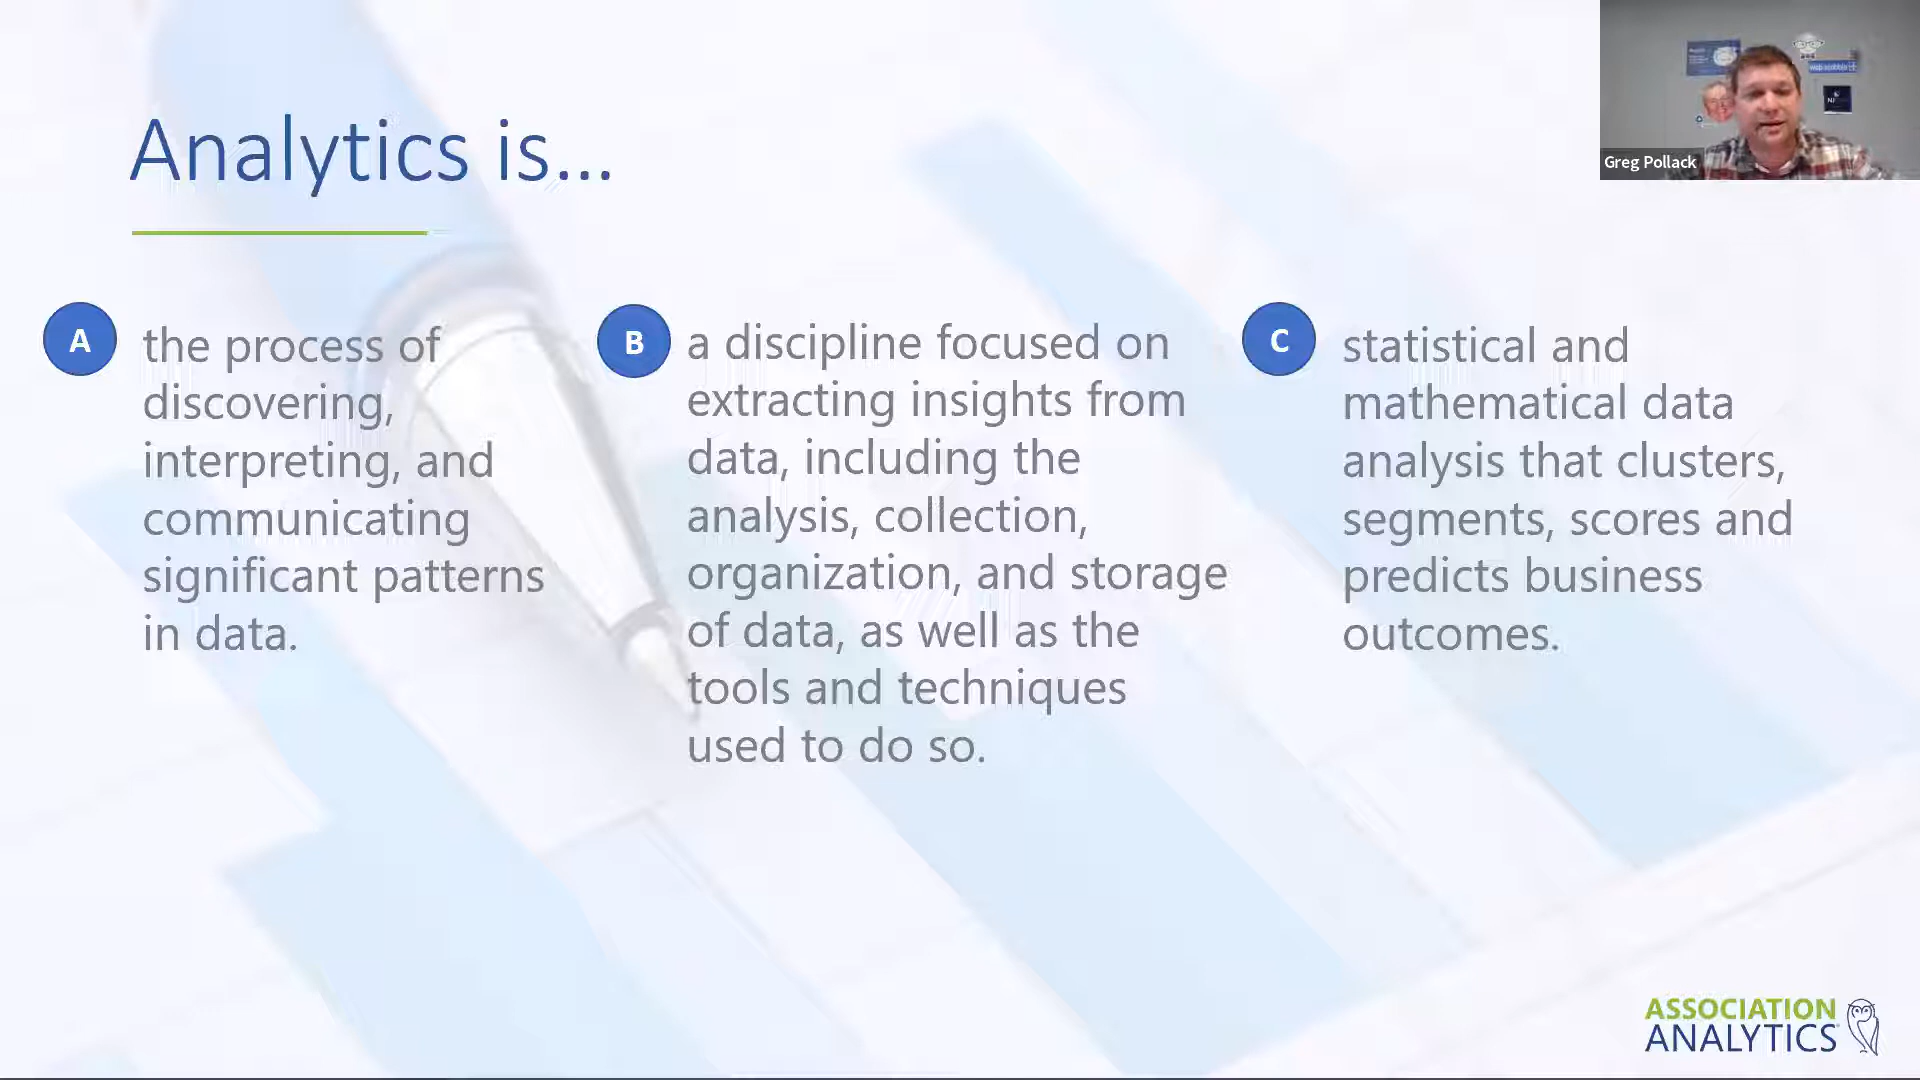 Analytics is...
A
the process of
discovering,
interpreting, and
communicating
significant patterns
in data.
B
a discipline focused on
extracting insights from
data, including the
analysis, collection,
organization, and storage
of data, as well as the
tools and techniques
used to do so.
C
statistical and
mathematical data
analysis that clusters,
segments, scores and
predicts business
outcomes.
Greg Pollack
ASSOCIATION
ANALYTICS